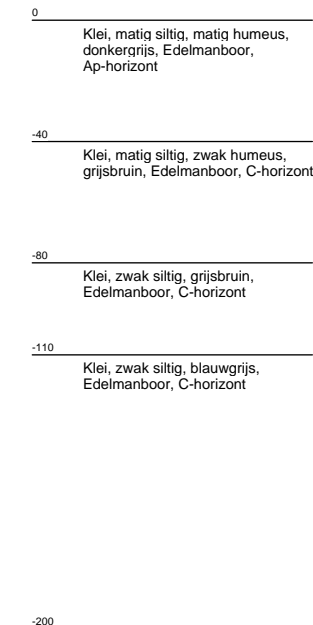 0
Klei, matig siltig, matig humeus,
donkergrijs, Edelmanboor,
Ap-horizont
-40
Klei, matig siltig, zwak humeus,
grijsbruin, Edelmanboor, C-horizont
-80
Klei, zwak siltig, grijsbruin,
Edelmanboor, C-horizont
-110
Klei, zwak siltig, blauwgrijs,
Edelmanboor, C-horizont
-200